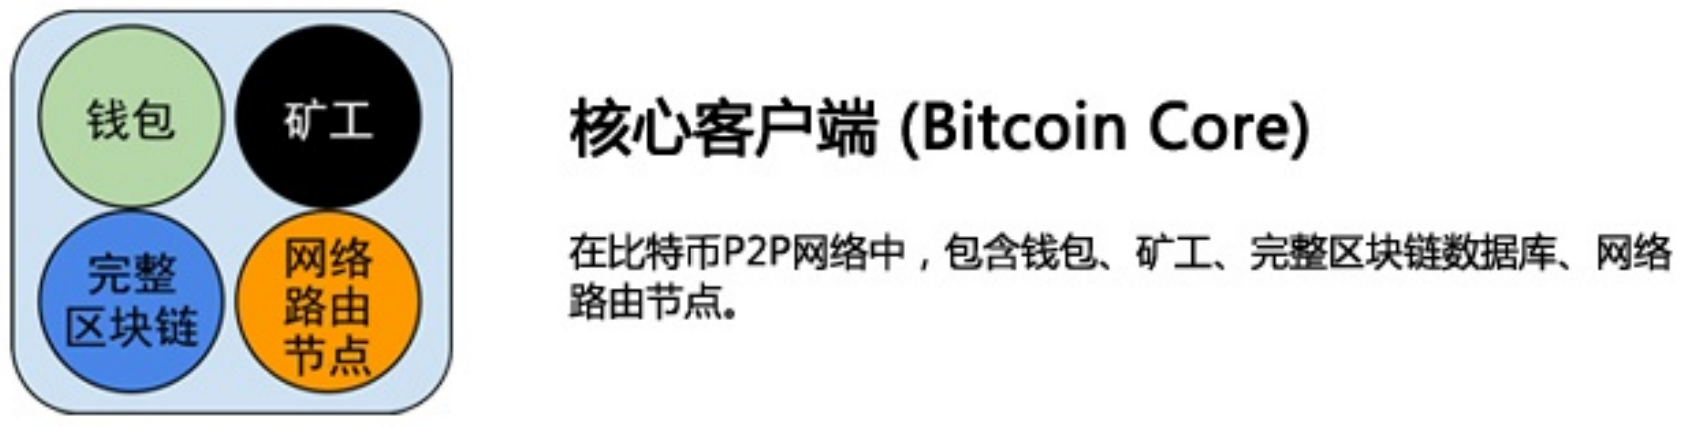 钱包
矿工
完整
区块链
网络
路由
节点
核心客户端 (Bitcoin Core)
在比特币P2P网络中，包含钱包、矿工、完整区块链数据库、网络
路由节点。